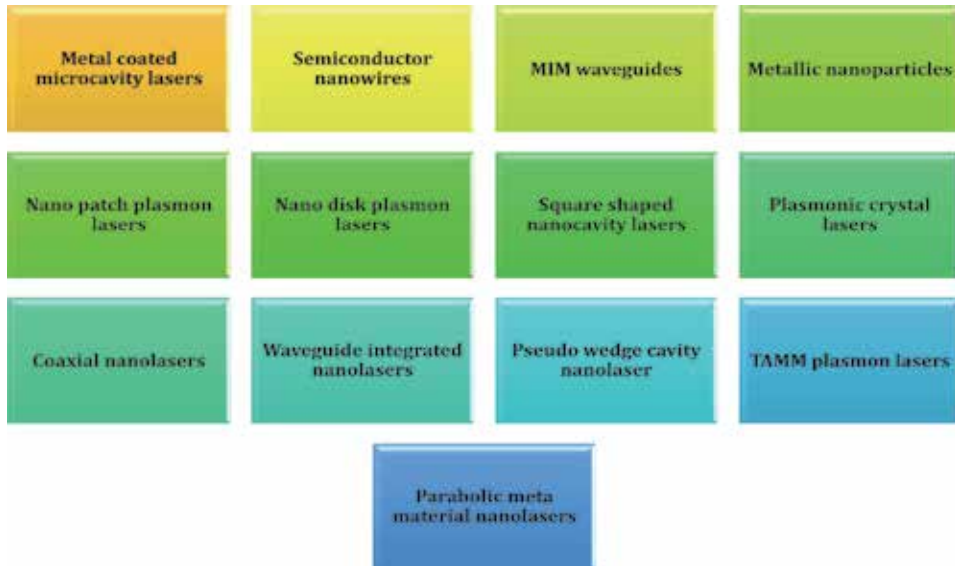 Metal coated
microcavity lasers
Semiconductor
nanowires
MIM waveguides
Metallic nanoparticles
Nano patch plasmon
lasers
Nano disk plasmon
lasers
Square shaped
nanocavity lasers
Plasmonic crystal
lasers
Coaxial nanolasers
Waveguide integrated
nanolasers
Pseudo wedge cavity
nanolaser
TAMM plasmon lasers
Parabolic meta
material nanolasers